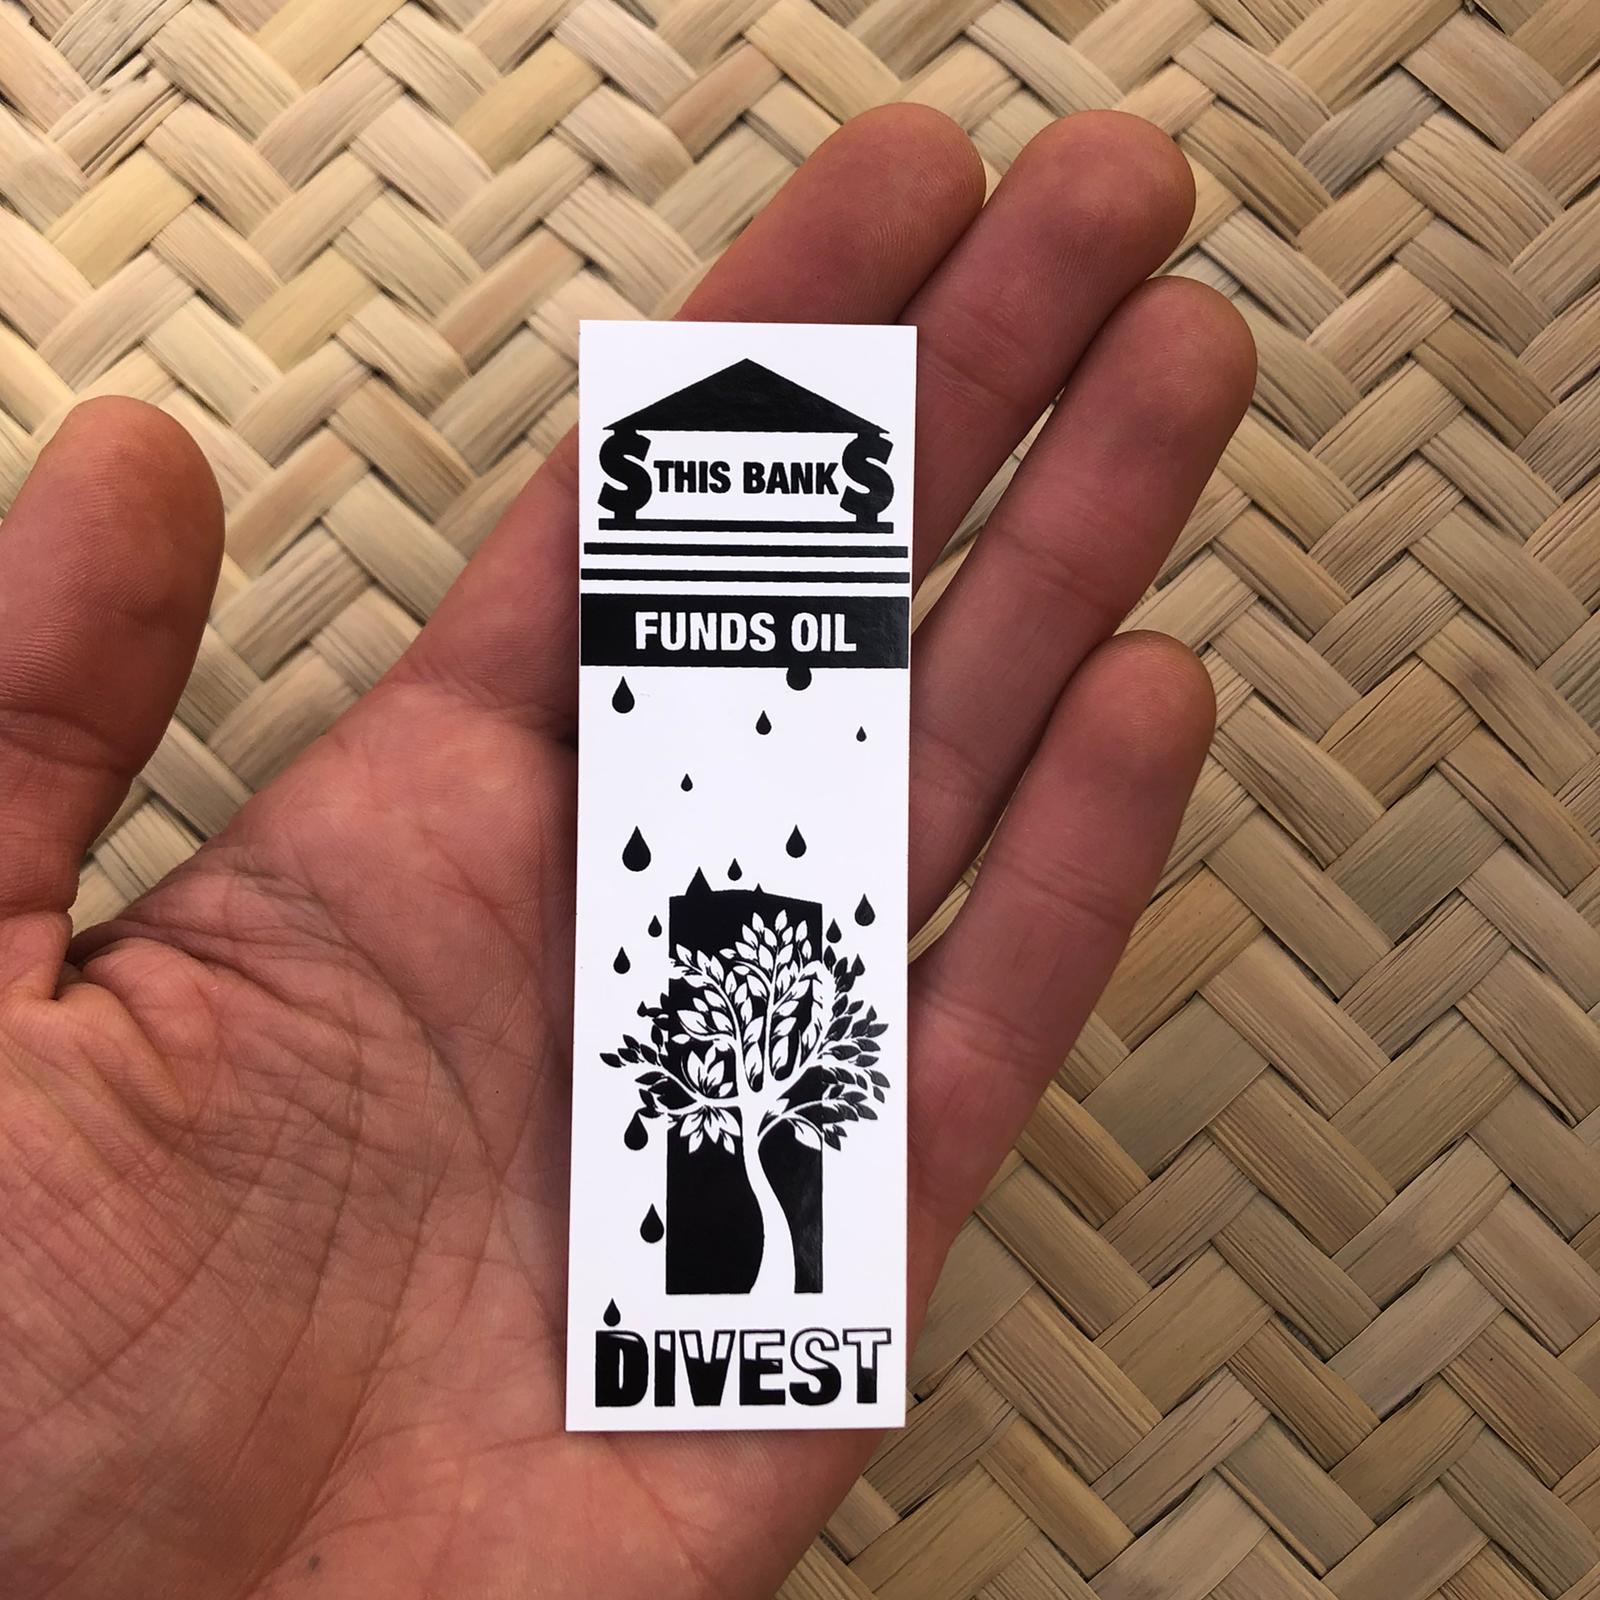 $ THIS BANK $
FUNDS OIL
DIVEST